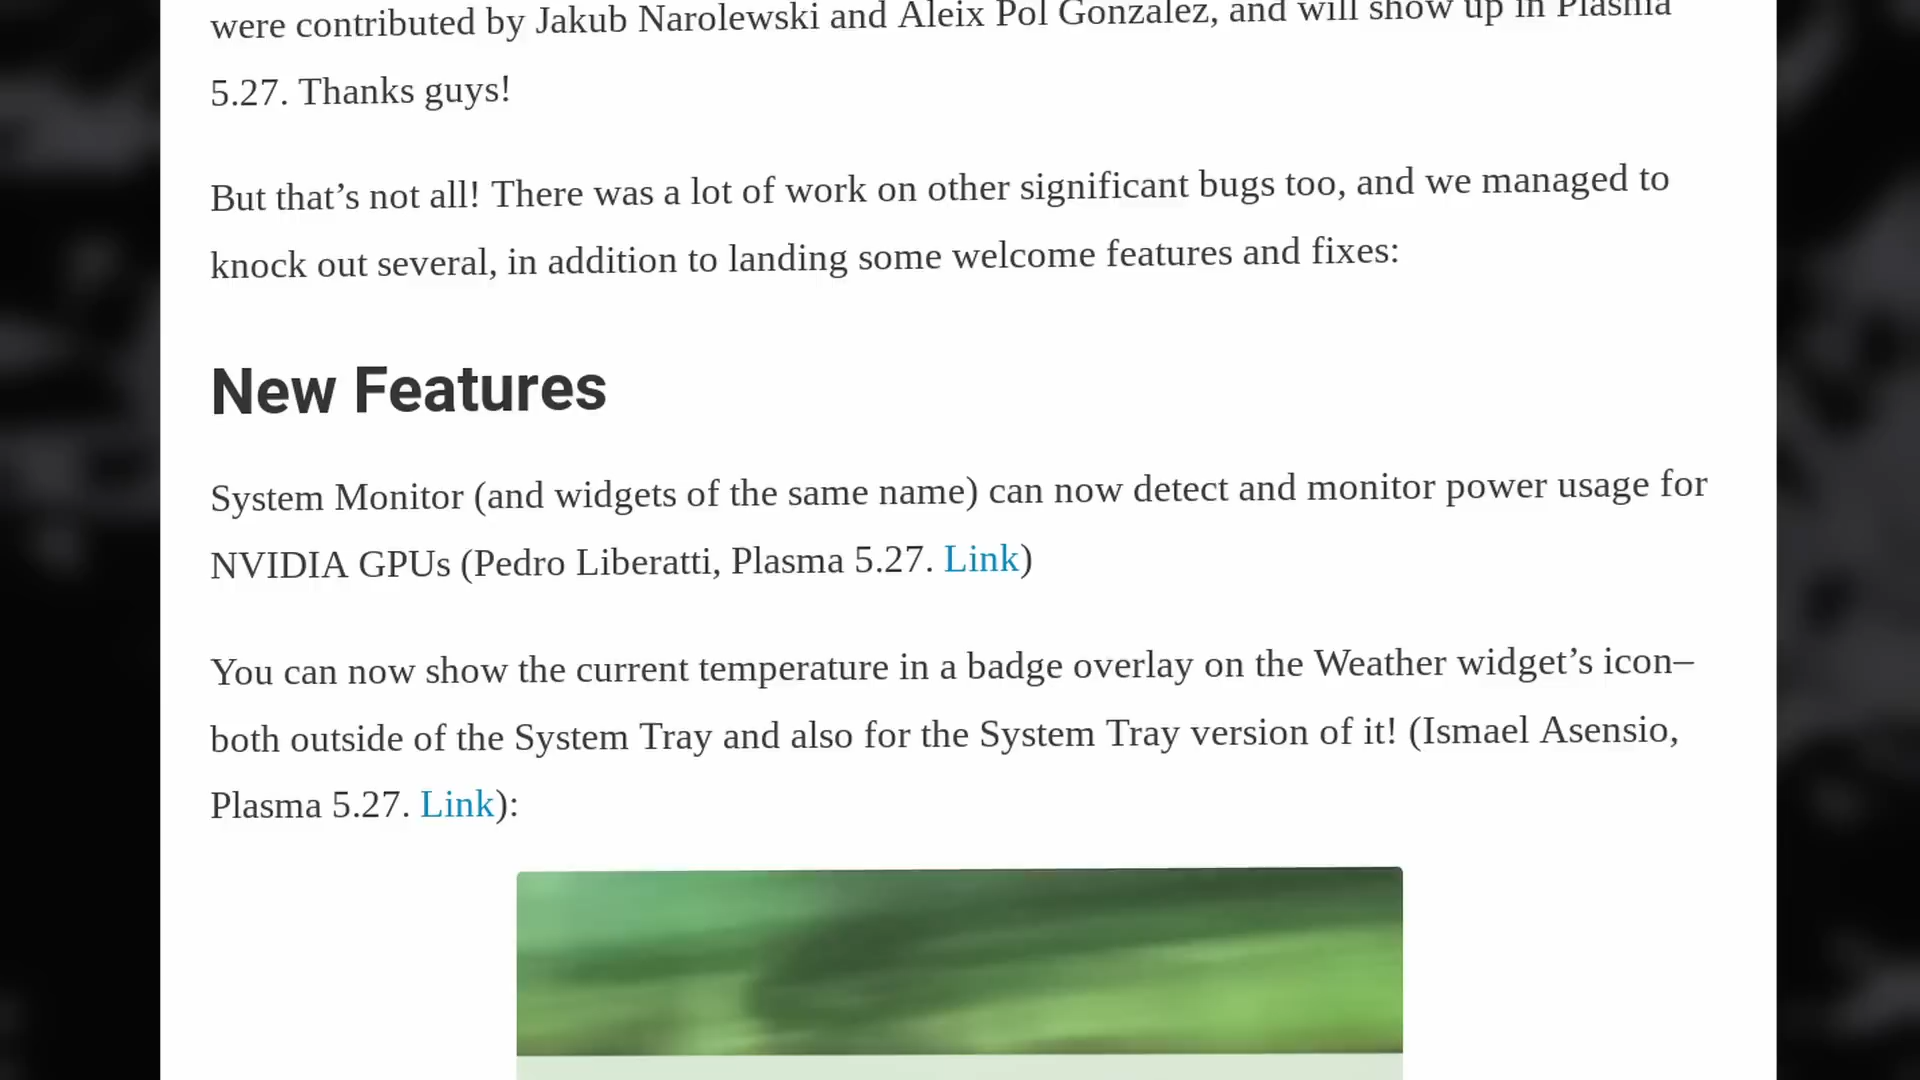 were contributed by Jakub Narolewski and Aleix Pol Gonzalez, and will show up in Plasma
5.27. Thanks guys!
But that’s not all! There was a lot of work on other significant bugs too, and we managed to
knock out several, in addition to landing some welcome features and fixes:
New Features
System Monitor (and widgets of the same name) can now detect and monitor power usage for
NVIDIA GPUs (Pedro Liberatti, Plasma 5.27. Link)
You can now show the current temperature in a badge overlay on the Weather widget’s icon–
both outside of the System Tray and also for the System Tray version of it! (Ismael Asensio,
Plasma 5.27. Link):